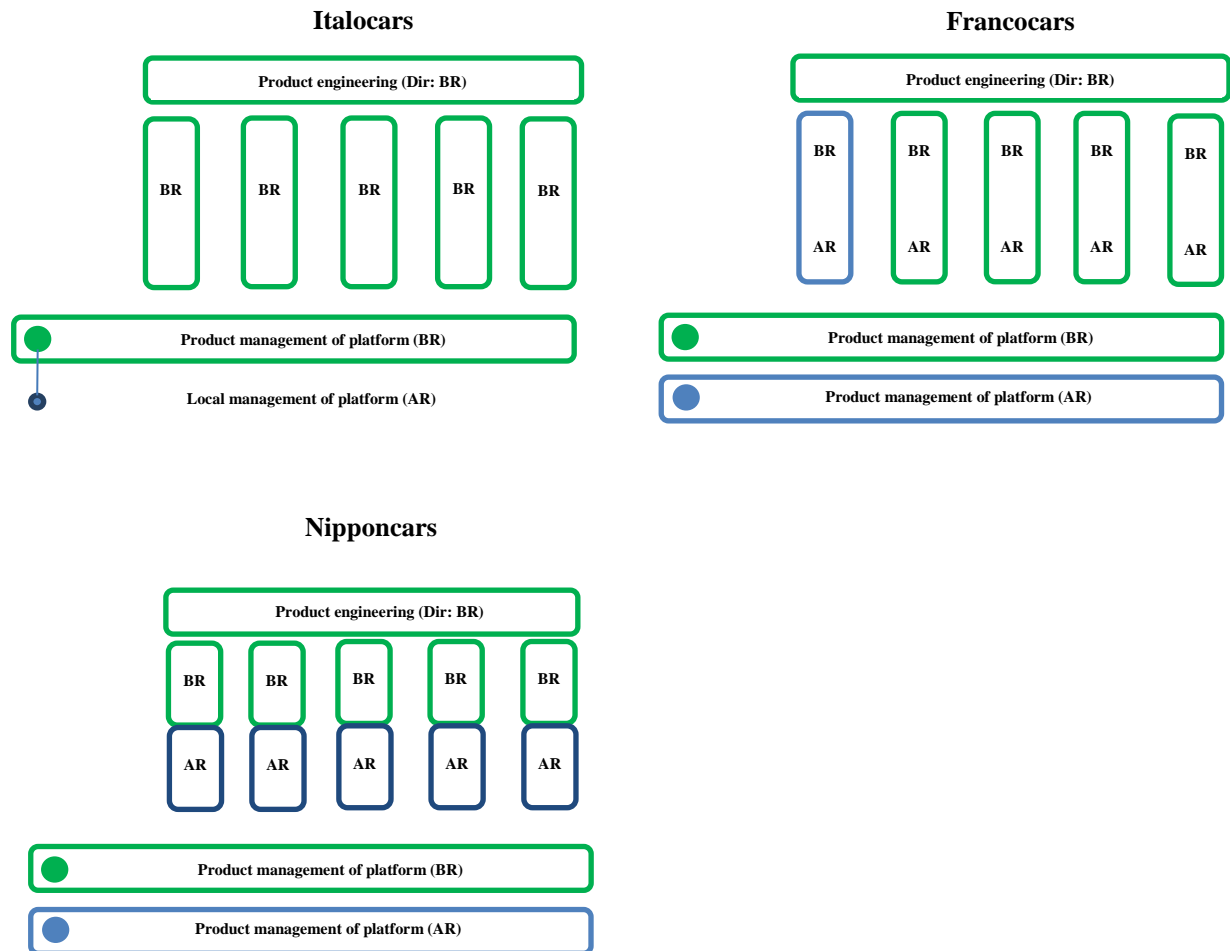 Italocars
Product engineering (Dir: BR)
BR BR BR BR BR
Product management of platform (BR)
Local management of platform (AR)
Francocars
Product engineering (Dir: BR)
BR BR BR BR BR
AR AR AR AR AR
Product management of platform (BR)
Product management of platform (AR)
Nipponcars
Product engineering (Dir: BR)
BR BR BR BR BR
AR AR AR AR AR
Product management of platform (BR)
Product management of platform (AR)